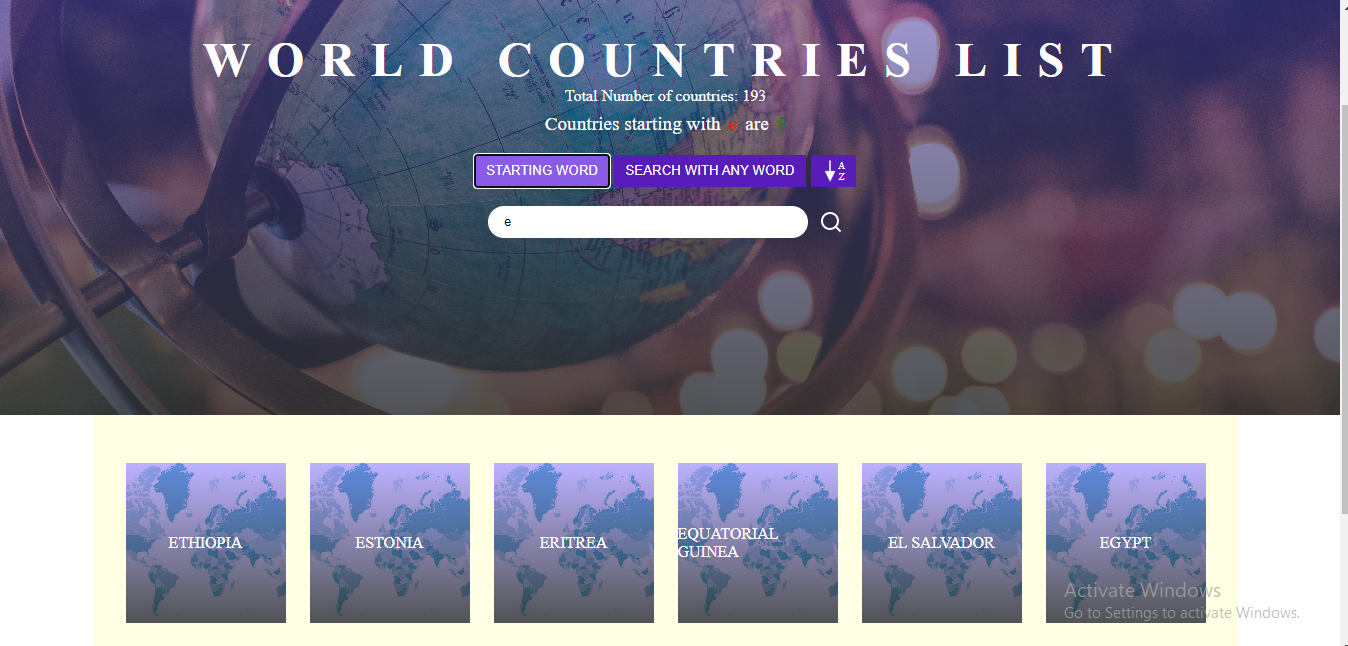 WORLD COUNTRIES LIST
Total Number of countries: 193
Countries starting with e are 8
STARTING WORD SEARCH WITH ANY WORD A Z
e
ETHIOPIA ESTONIA ERITREA EQUATORIAL GUINEA EL SALVADOR EGYPT
Activate Windows
Go to Settings to activate Windows.